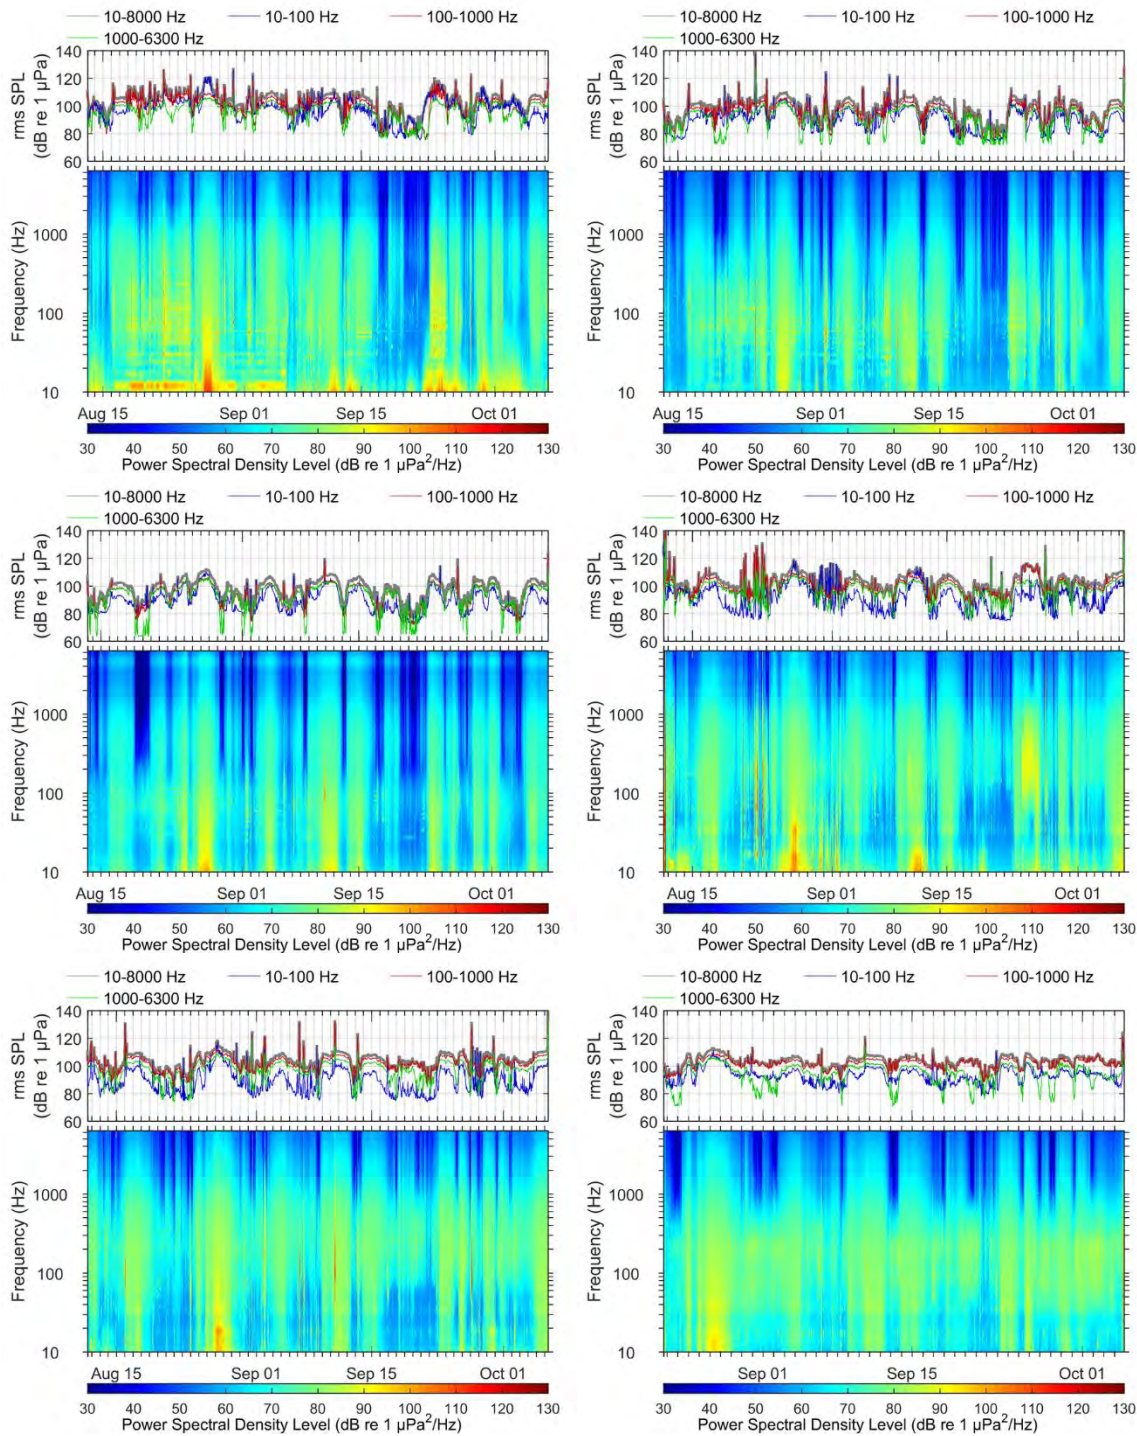 10-8000 Hz 10-100 Hz 100-1000 Hz
1000-6300 Hz
rms SPL
(dB re 1 µPa)
140
120
100
80
60
Frequency (Hz)
1000
100
10
Aug 15 Sep 01 Sep 15 Oct 01
30 40 50 60 70 80 90 100 110 120 130
Power Spectral Density Level (dB re 1 µPa²/Hz)
10-8000 Hz 10-100 Hz 100-1000 Hz
1000-6300 Hz
rms SPL
(dB re 1 µPa)
140
120
100
80
60
Frequency (Hz)
1000
100
10
Aug 15 Sep 01 Sep 15 Oct 01
30 40 50 60 70 80 90 100 110 120 130
Power Spectral Density Level (dB re 1 µPa²/Hz)
10-8000 Hz 10-100 Hz 100-1000 Hz
1000-6300 Hz
rms SPL
(dB re 1 µPa)
140
120
100
80
60
Frequency (Hz)
1000
100
10
Aug 15 Sep 01 Sep 15 Oct 01
30 40 50 60 70 80 90 100 110 120 130
Power Spectral Density Level (dB re 1 µPa²/Hz)
10-8000 Hz 10-100 Hz 100-1000 Hz
1000-6300 Hz
rms SPL
(dB re 1 µPa)
140
120
100
80
60
Frequency (Hz)
1000
100
10
Aug 15 Sep 01 Sep 15 Oct 01
30 40 50 60 70 80 90 100 110 120 130
Power Spectral Density Level (dB re 1 µPa²/Hz)
10-8000 Hz 10-100 Hz 100-1000 Hz
1000-6300 Hz
rms SPL
(dB re 1 µPa)
140
120
100
80
60
Frequency (Hz)
1000
100
10
Aug 15 Sep 01 Sep 15 Oct 01
30 40 50 60 70 80 90 100 110 120 130
Power Spectral Density Level (dB re 1 µPa²/Hz)
10-8000 Hz 10-100 Hz 100-1000 Hz
1000-6300 Hz
rms SPL
(dB re 1 µPa)
140
120
100
80
60
Frequency (Hz)
1000
100
10
Sep 01 Sep 15 Oct 01
30 40 50 60 70 80 90 100 110 120 130
Power Spectral Density Level (dB re 1 µPa²/Hz)